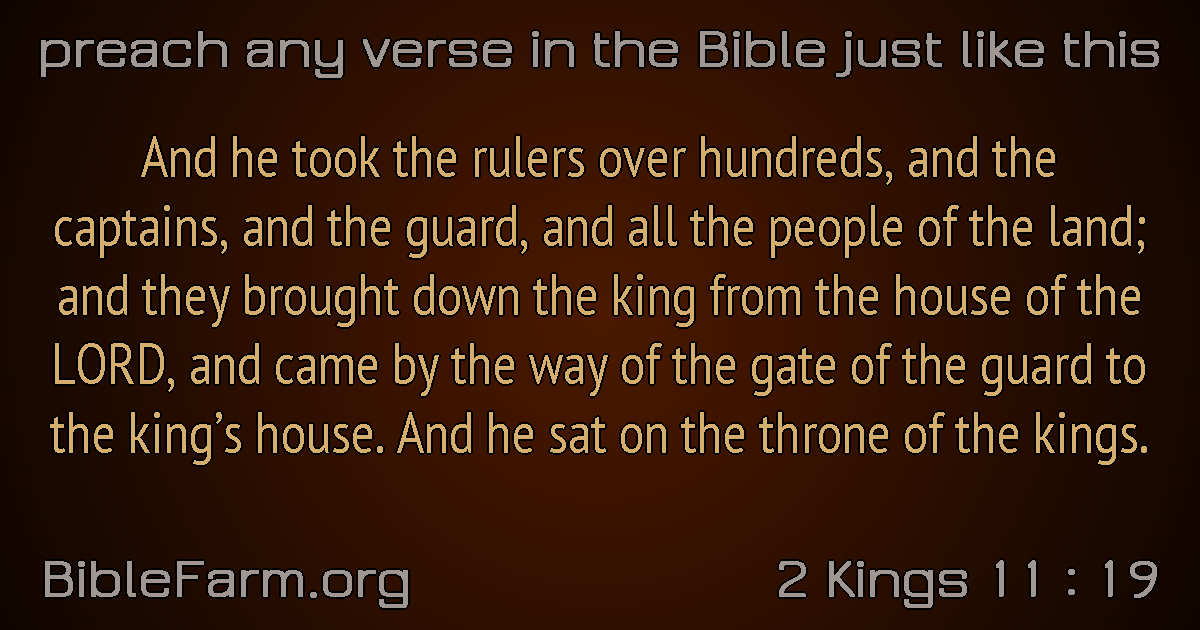 preach any verse in the Bible just like this
And he took the rulers over hundreds, and the
captains, and the guard, and all the people of the land;
and they brought down the king from the house of the
LORD, and came by the way of the gate of the guard to
the king’s house. And he sat on the throne of the kings.
BibleFarm.org
2 Kings 11 : 19